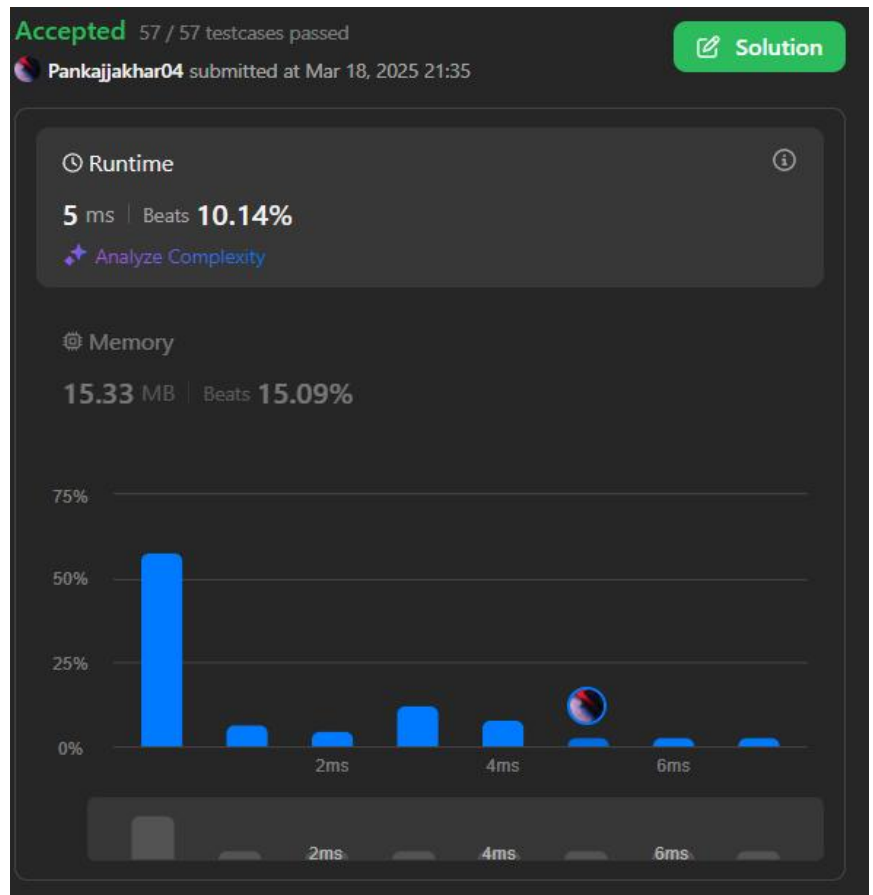 Accepted 57 / 57 testcases passed
Solution
Pankajjakhar04 submitted at Mar 18, 2025 21:35
Runtime
5 ms Beats 10.14%
Analyze Complexity
Memory
15.33 MB Beats 15.09%
75%
50%
25%
0%
2ms 4ms 6ms
2ms 4ms 6ms